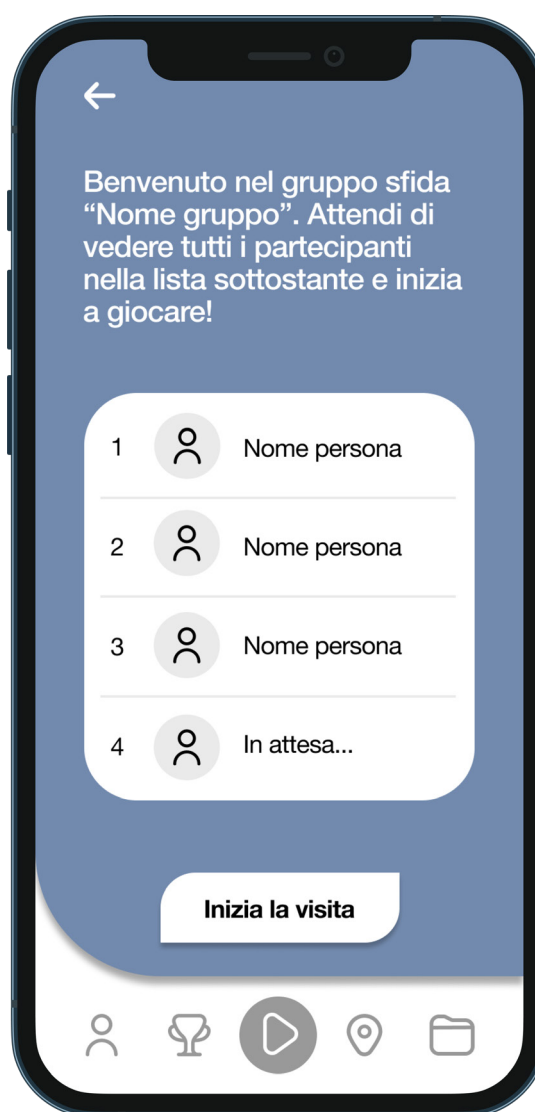 Benvenuto nel gruppo sfida
“Nome gruppo”. Attendi di
vedere tutti i partecipanti
nella lista sottostante e inizia
a giocare!
1 Nome persona
2 Nome persona
3 Nome persona
4 In attesa...
Inizia la visita